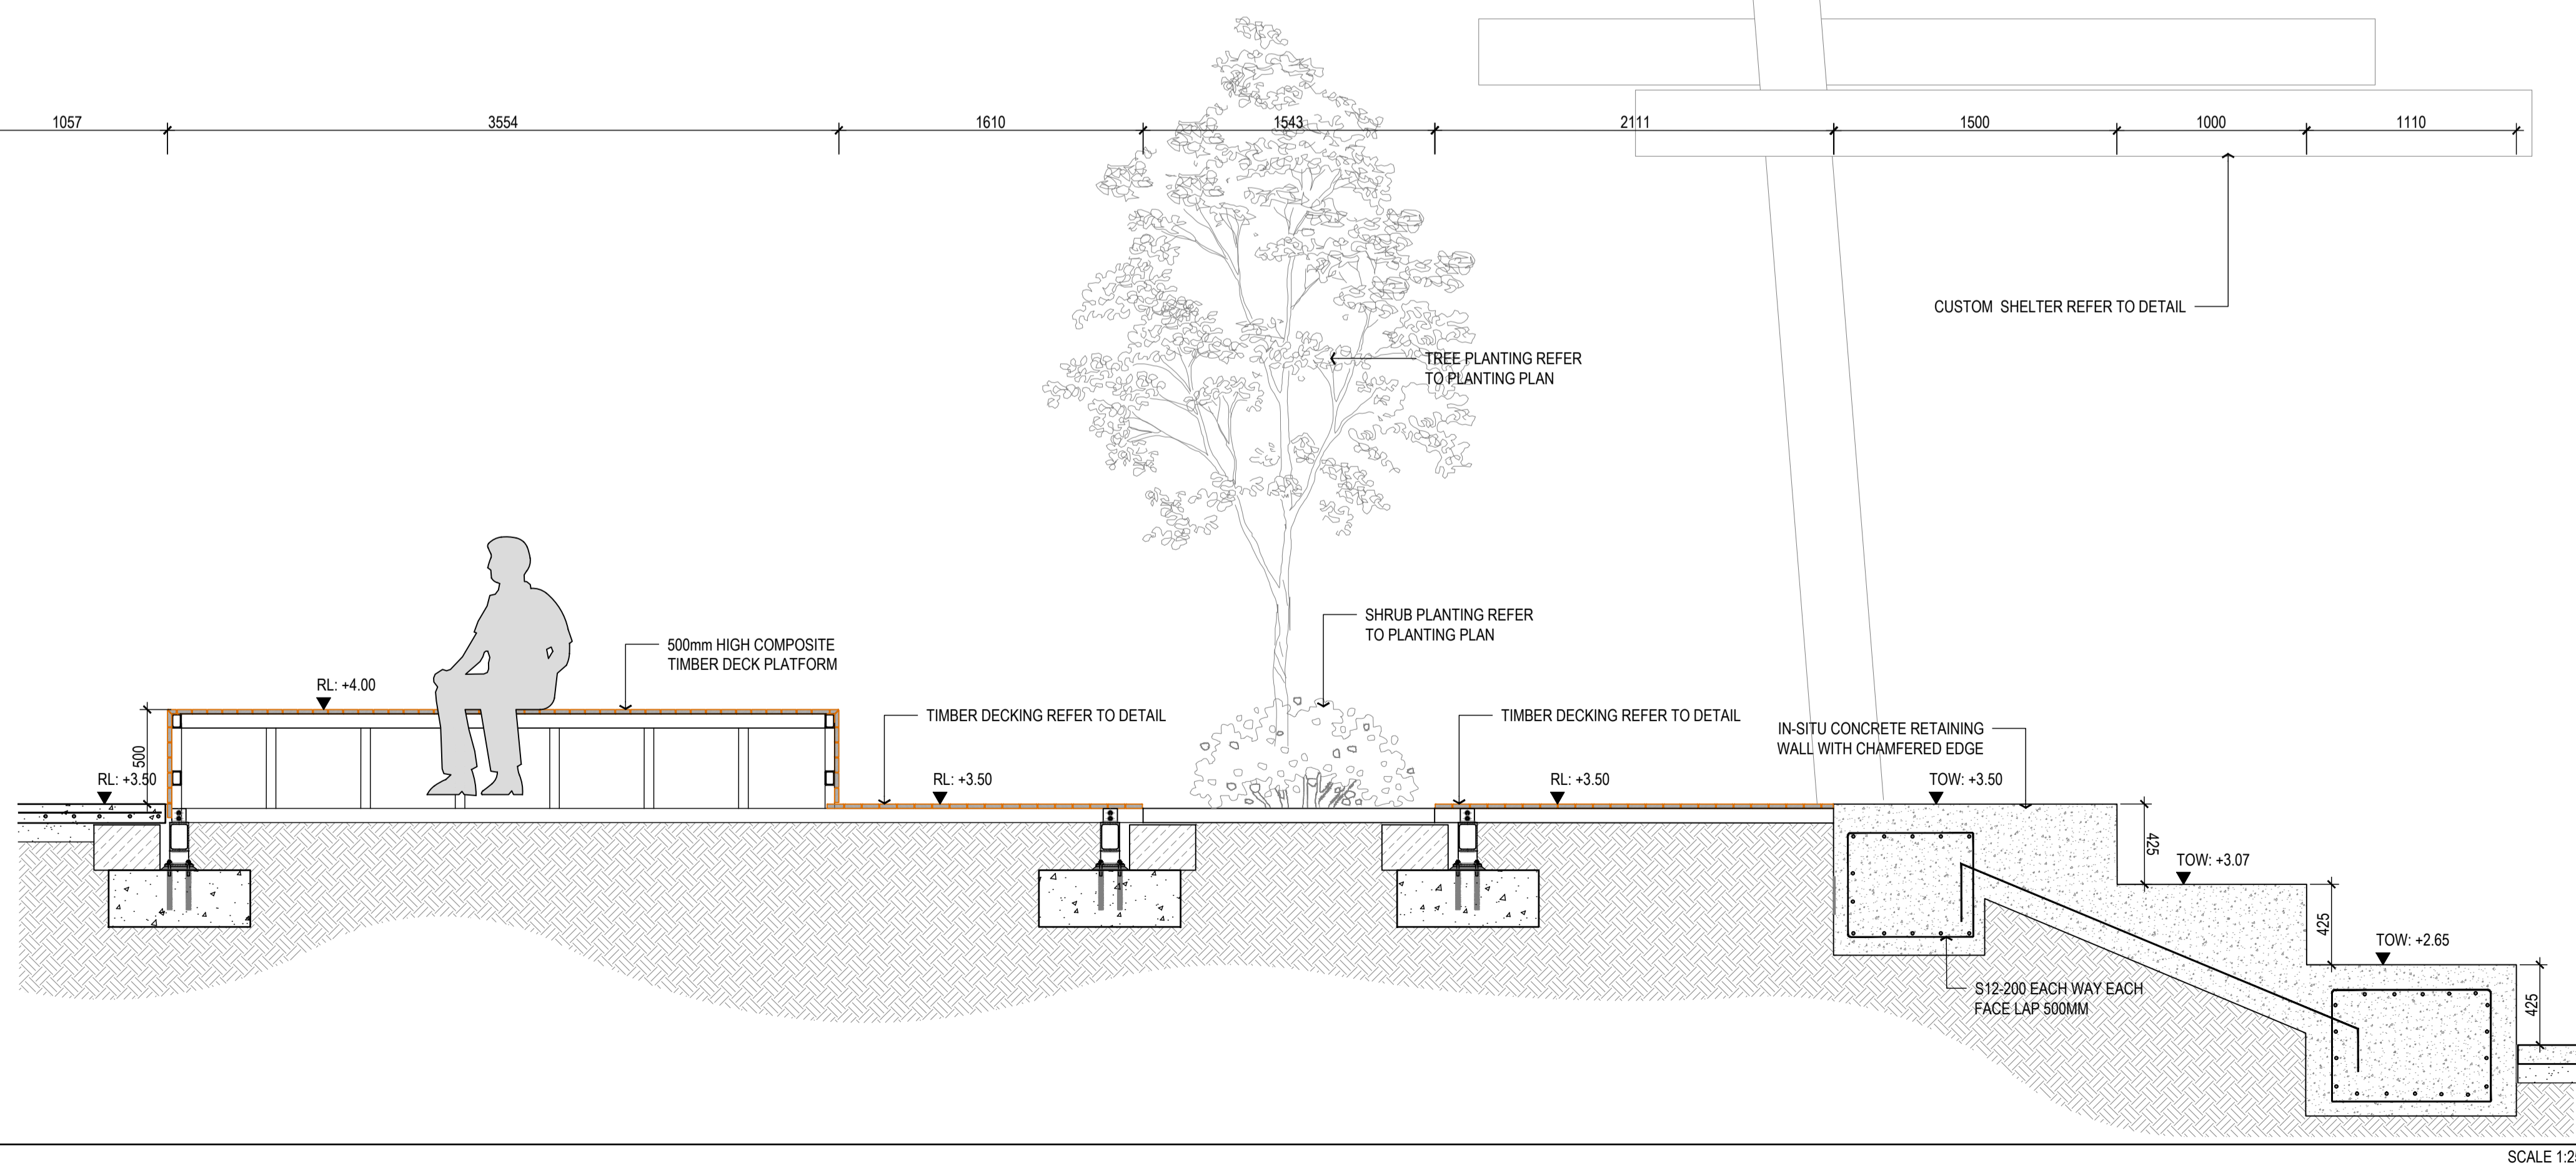 1057
3554
1610
1543
2111
1500
1000
1110
CUSTOM SHELTER REFER TO DETAIL
TREE PLANTING REFER
TO PLANTING PLAN
SHRUB PLANTING REFER
TO PLANTING PLAN
500mm HIGH COMPOSITE
TIMBER DECK PLATFORM
RL: +4.00
TIMBER DECKING REFER TO DETAIL
TIMBER DECKING REFER TO DETAIL
IN-SITU CONCRETE RETAINING
WALL WITH CHAMFERED EDGE
500
RL: +3.50
RL: +3.50
RL: +3.50
TOW: +3.50
425
TOW: +3.07
425
TOW: +2.65
S12-200 EACH WAY EACH
FACE LAP 500MM
425